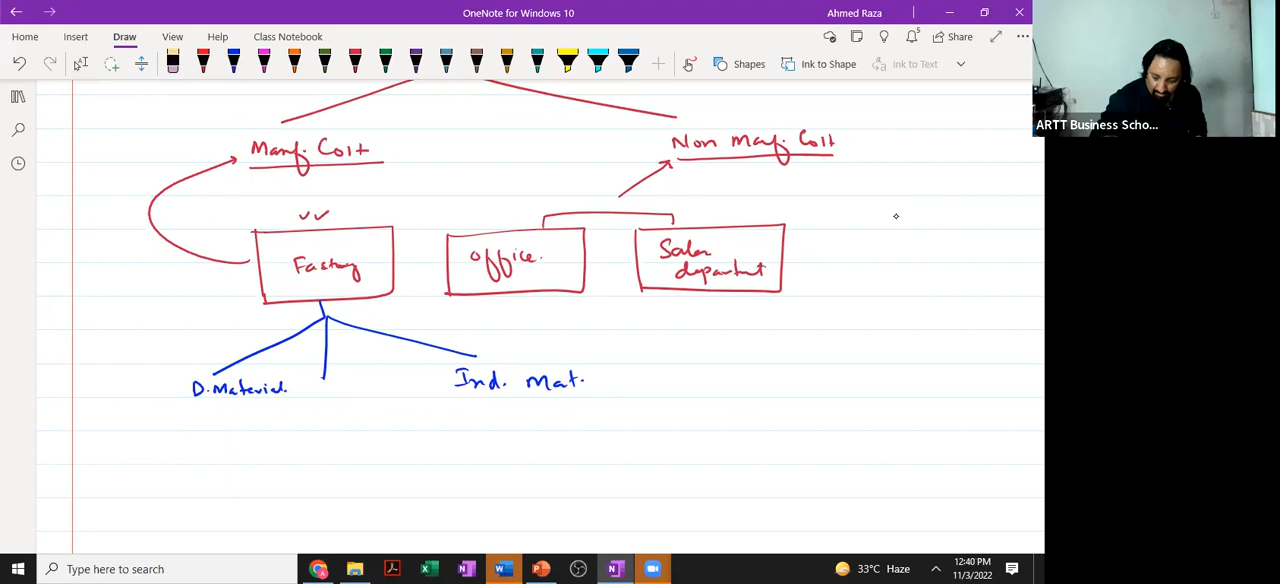 OneNote for Windows 10
Ahmed Raza
Home Insert Draw View Help Class Notebook
Share
Shapes
Ink to Shape
Ink to Text
ARTT Business Scho...
Manf. Cost
Non Manf. Cost
Factory
office.
Sales
department
D. Material.
Ind. Mat.
Type here to search
33°C Haze
12:40 PM
11/3/2022